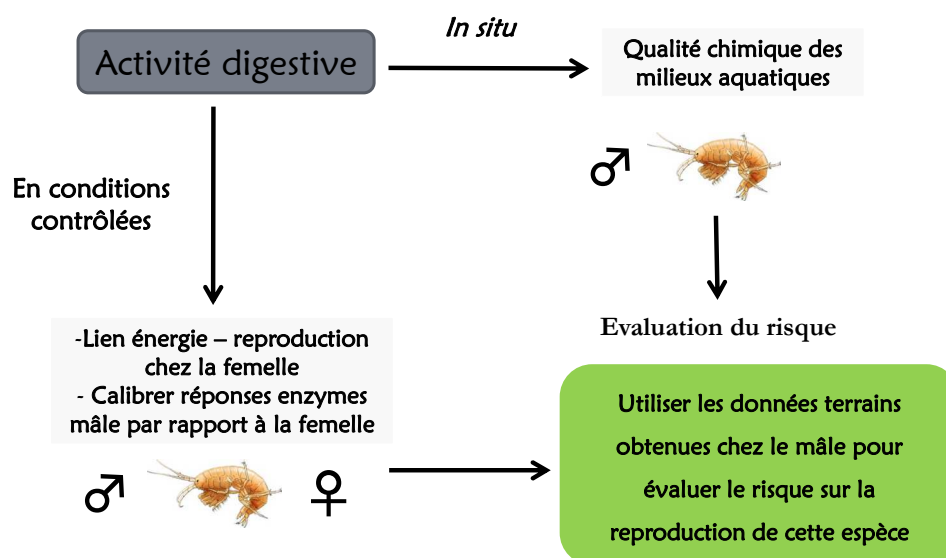 Activité digestive
In situ
Qualité chimique des
milieux aquatiques
♂
En conditions
contrôlées
-Lien énergie – reproduction
chez la femelle
- Calibrer réponses enzymes
mâle par rapport à la femelle
♂ ♀
Evaluation du risque
Utiliser les données terrains
obtenues chez le mâle pour
évaluer le risque sur la
reproduction de cette espèce